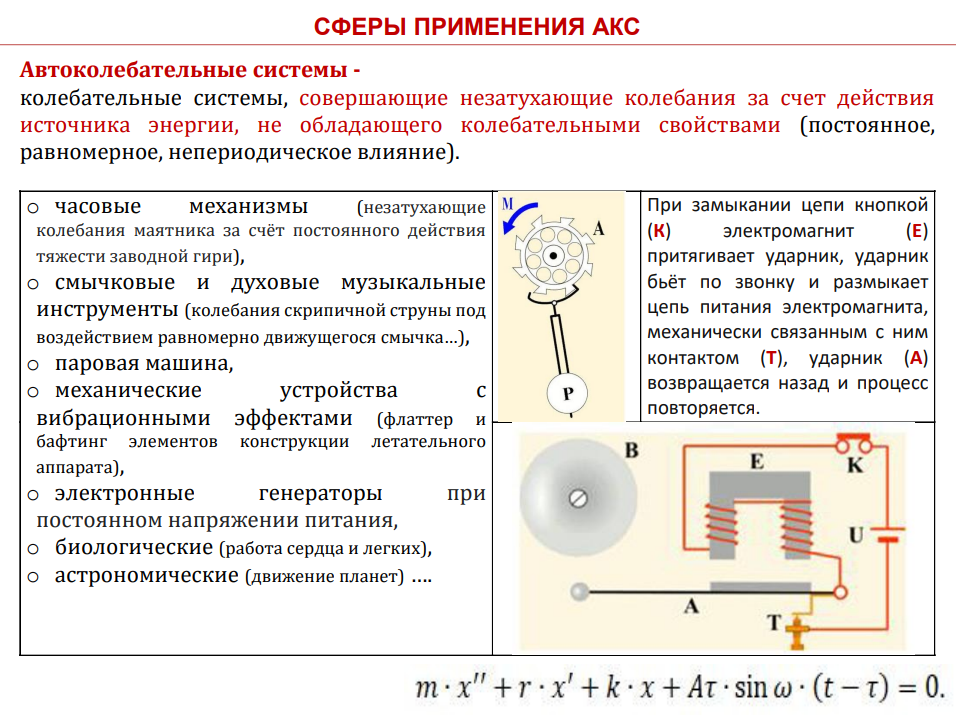 СФЕРЫ ПРИМЕНЕНИЯ АКС
Автоколебательные системы -
колебательные системы, совершающие незатухающие колебания за счет действия
источника энергии, не обладающего колебательными свойствами (постоянное,
равномерное, непериодическое влияние).
o часовые механизмы (незатухающие
колебания маятника за счёт постоянного действия
тяжести заводной гири),
o смычковые и духовые музыкальные
инструменты (колебания скрипичной струны под
воздействием равномерно движущегося смычка...),
o паровая машина,
o механические устройства с
вибрационными эффектами (флаттер и
бафтинг элементов конструкции летательного
аппарата),
o электронные генераторы при
постоянном напряжении питания,
o биологические (работа сердца и легких),
o астрономические (движение планет) ....
M
A
P
При замыкании цепи кнопкой
(К) электромагнит (Е)
притягивает ударник, ударник
бьёт по звонку и размыкает
цепь питания электромагнита,
механически связанным с ним
контактом (Т), ударник (А)
возвращается назад и процесс
повторяется.
B
E
K
U
A
T
m · x'' + r · x' + k · x + Aτ · sin ω · (t − τ) = 0.